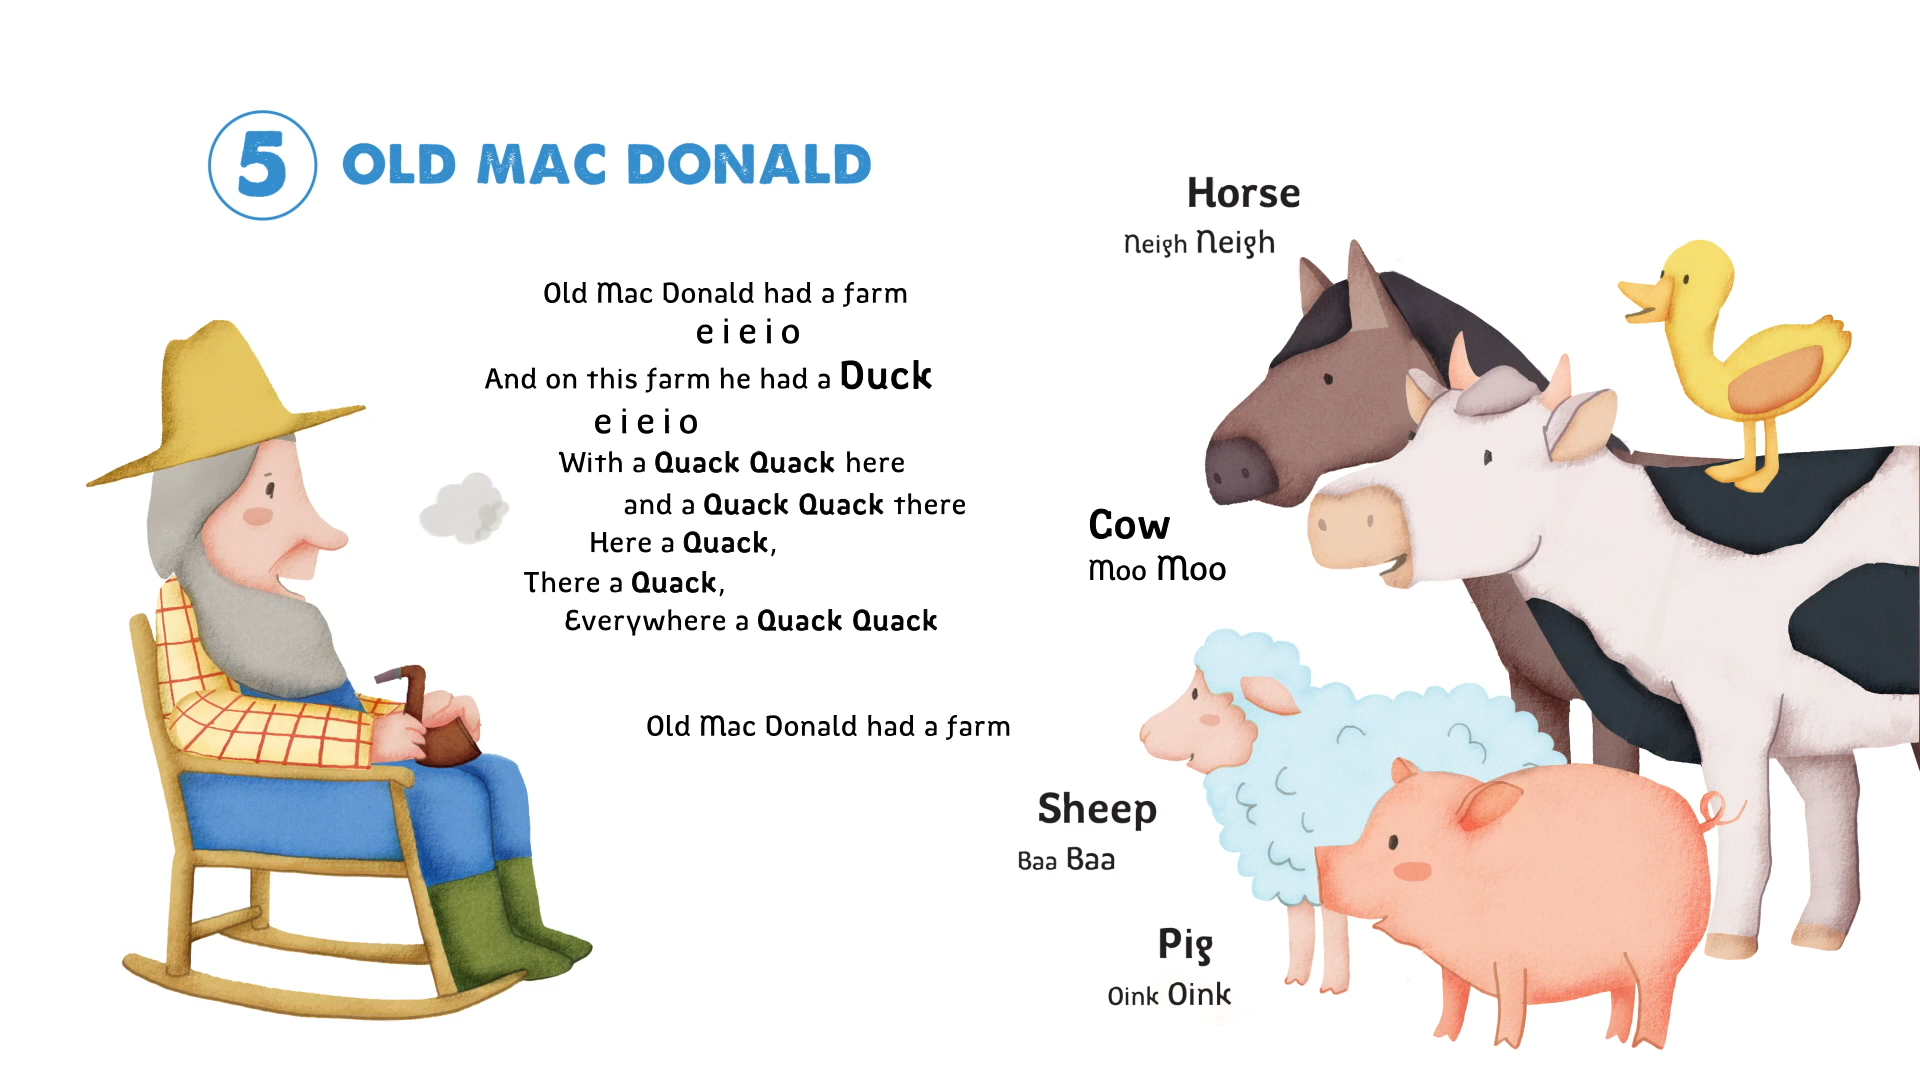 5 OLD MAC DONALD
Old Mac Donald had a farm
e i e i o
And on this farm he had a Duck
e i e i o
With a Quack Quack here
and a Quack Quack there
Here a Quack,
There a Quack,
Everywhere a Quack Quack
Old Mac Donald had a farm
Horse
Neigh Neigh
Cow
Moo Moo
Sheep
Baa Baa
Pig
Oink Oink